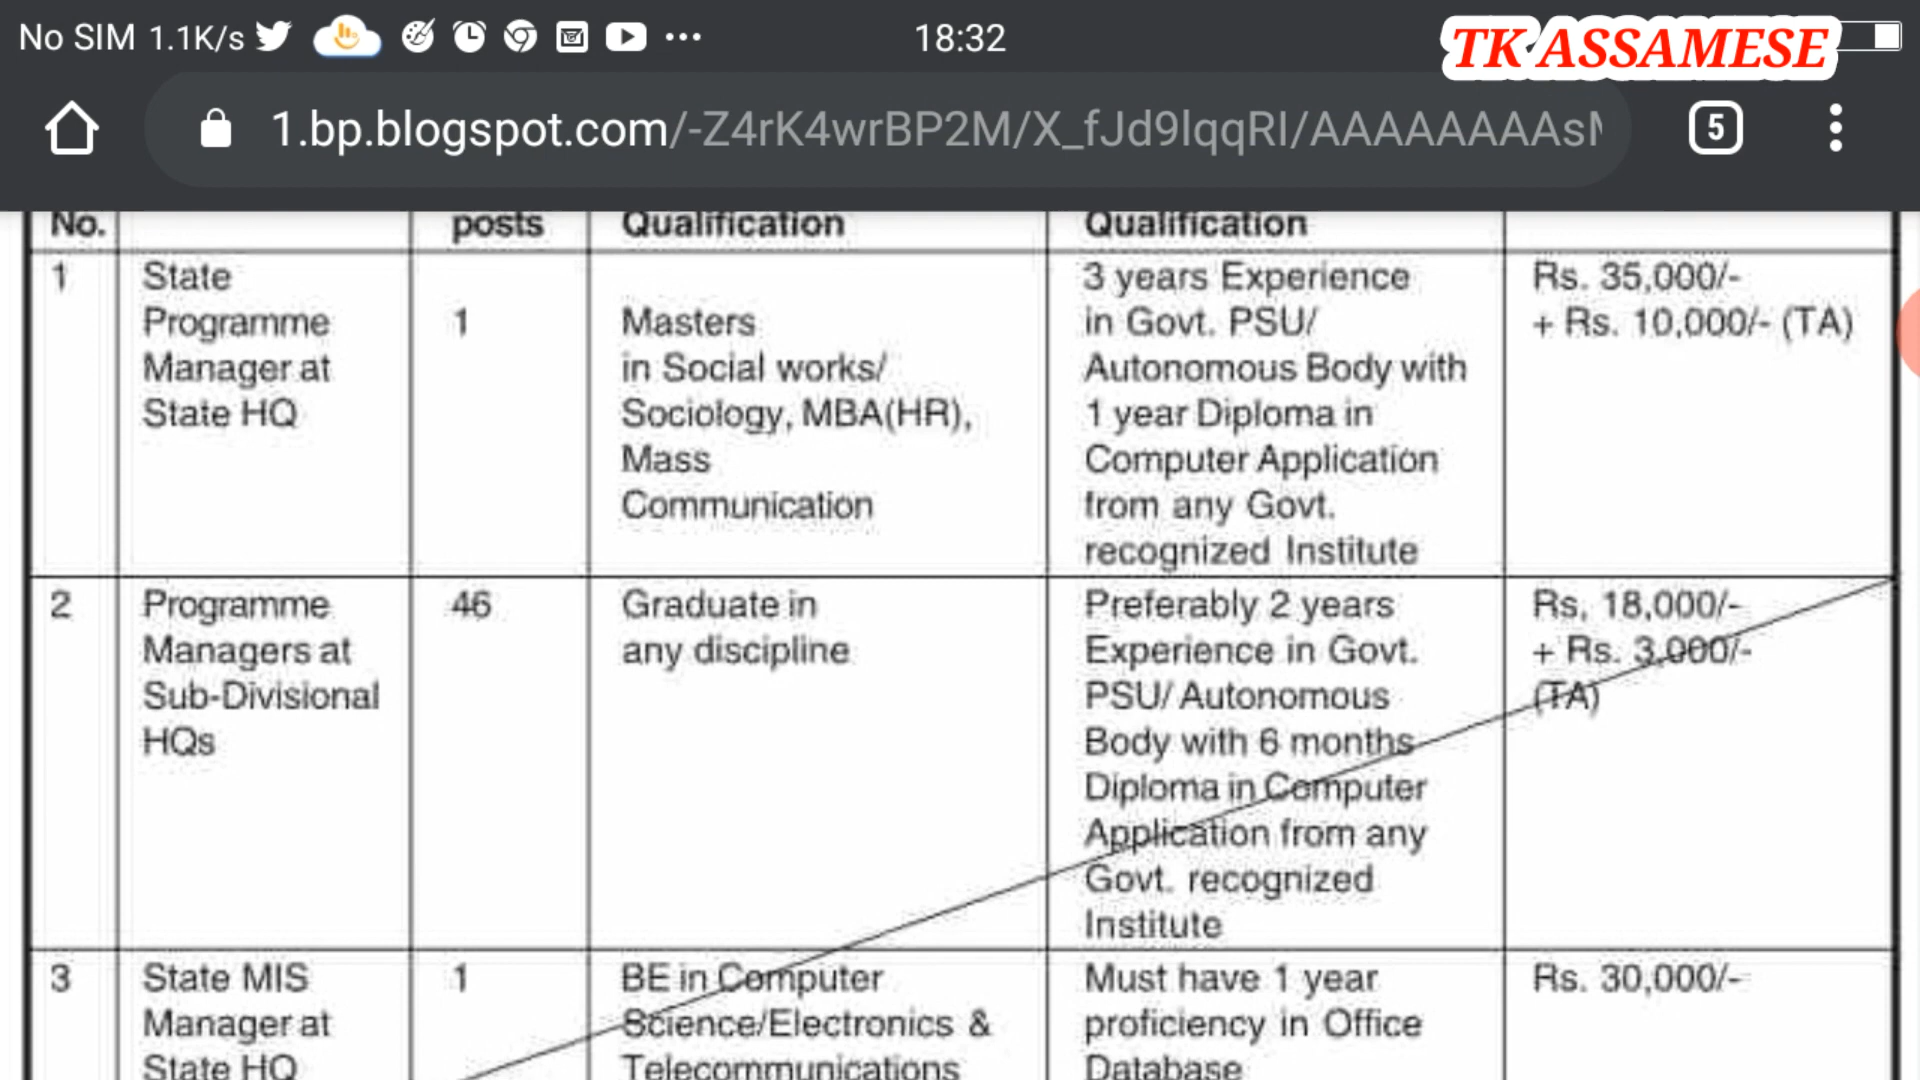 No SIM 1.1K/s 18:32
TK ASSAMESE
1.bp.blogspot.com/-Z4rK4wrBP2M/X_fJd9lqqRI/AAAAAAAAAsM
5
No. posts Qualification Qualification
1
State
Programme
Manager at
State HQ
1
Masters
in Social works/
Sociology, MBA(HR),
Mass
Communication
3 years Experience
in Govt. PSU/
Autonomous Body with
1 year Diploma in
Computer Application
from any Govt.
recognized Institute
Rs. 35,000/-
+ Rs. 10,000/- (TA)
2
Programme
Managers at
Sub-Divisional
HQs
46
Graduate in
any discipline
Preferably 2 years
Experience in Govt.
PSU/ Autonomous
Body with 6 months
Diploma in Computer
Application from any
Govt. recognized
Institute
Rs, 18,000/-
+ Rs. 3,000/-
(TA)
3
State MIS
Manager at
State HQ
1
BE in Computer
Science/Electronics &
Telecommunications
Must have 1 year
proficiency in Office
Database
Rs. 30,000/-